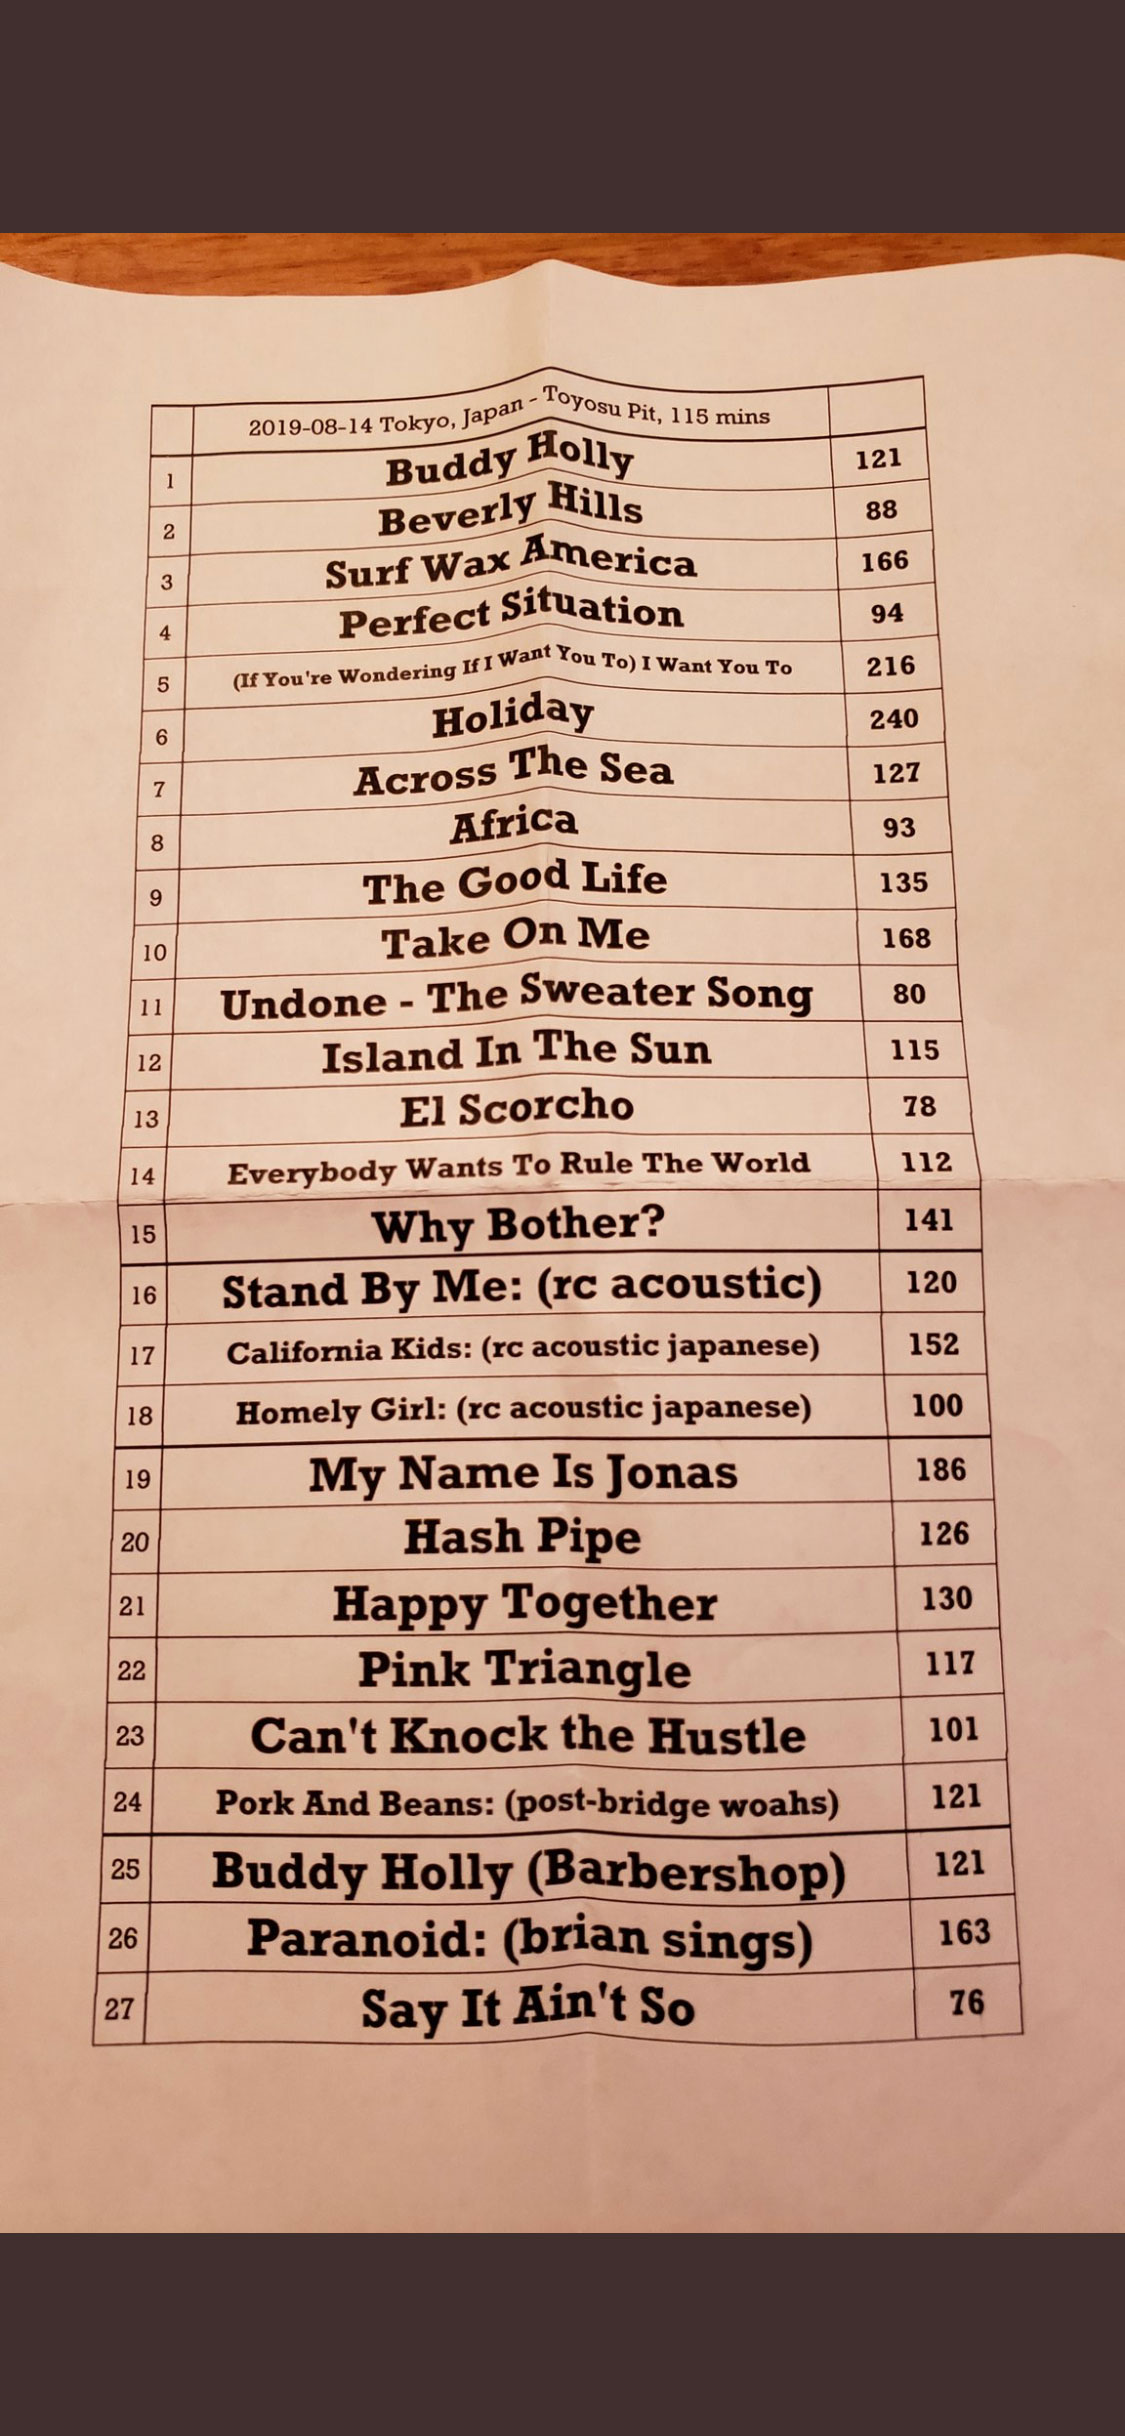 2019-08-14 Tokyo, Japan - Toyosu Pit, 115 mins
1 Buddy Holly 121
2 Beverly Hills 88
3 Surf Wax America 166
4 Perfect Situation 94
5 (If You're Wondering If I Want You To) I Want You To 216
6 Holiday 240
7 Across The Sea 127
8 Africa 93
9 The Good Life 135
10 Take On Me 168
11 Undone - The Sweater Song 80
12 Island In The Sun 115
13 El Scorcho 78
14 Everybody Wants To Rule The World 112
15 Why Bother? 141
16 Stand By Me: (rc acoustic) 120
17 California Kids: (rc acoustic japanese) 152
18 Homely Girl: (rc acoustic japanese) 100
19 My Name Is Jonas 186
20 Hash Pipe 126
21 Happy Together 130
22 Pink Triangle 117
23 Can't Knock the Hustle 101
24 Pork And Beans: (post-bridge woahs) 121
25 Buddy Holly (Barbershop) 121
26 Paranoid: (brian sings) 163
27 Say It Ain't So 76